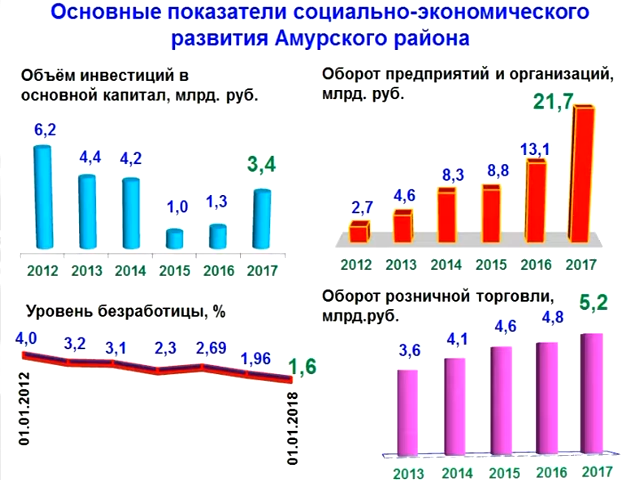 Основные показатели социально-экономического
развития Амурского района
Объём инвестиций в
основной капитал, млрд. руб.
6,2
4,4
4,2
1,0
1,3
3,4
2012 2013 2014 2015 2016 2017
Оборот предприятий и организаций,
млрд. руб.
2,7
4,6
8,3
8,8
13,1
21,7
2012 2013 2014 2015 2016 2017
Уровень безработицы, %
4,0
3,2
3,1
2,3
2,69
1,96
1,6
01.01.2012
01.01.2018
Оборот розничной торговли,
млрд.руб.
3,6
4,1
4,6
4,8
5,2
2013 2014 2015 2016 2017